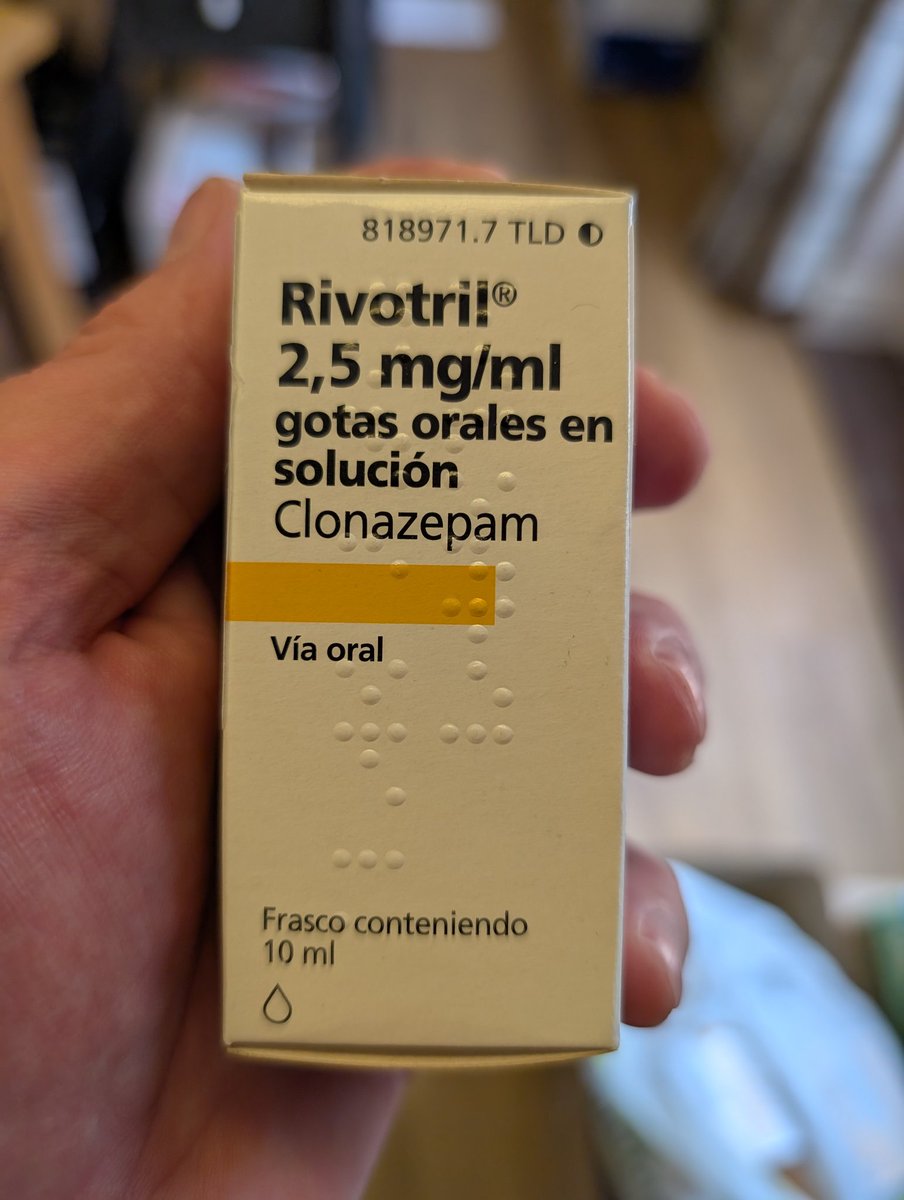 818971.7 TLD
Rivotril®
2,5 mg/ml
gotas orales en
solución
Clonazepam
Vía oral
Frasco conteniendo
10 ml